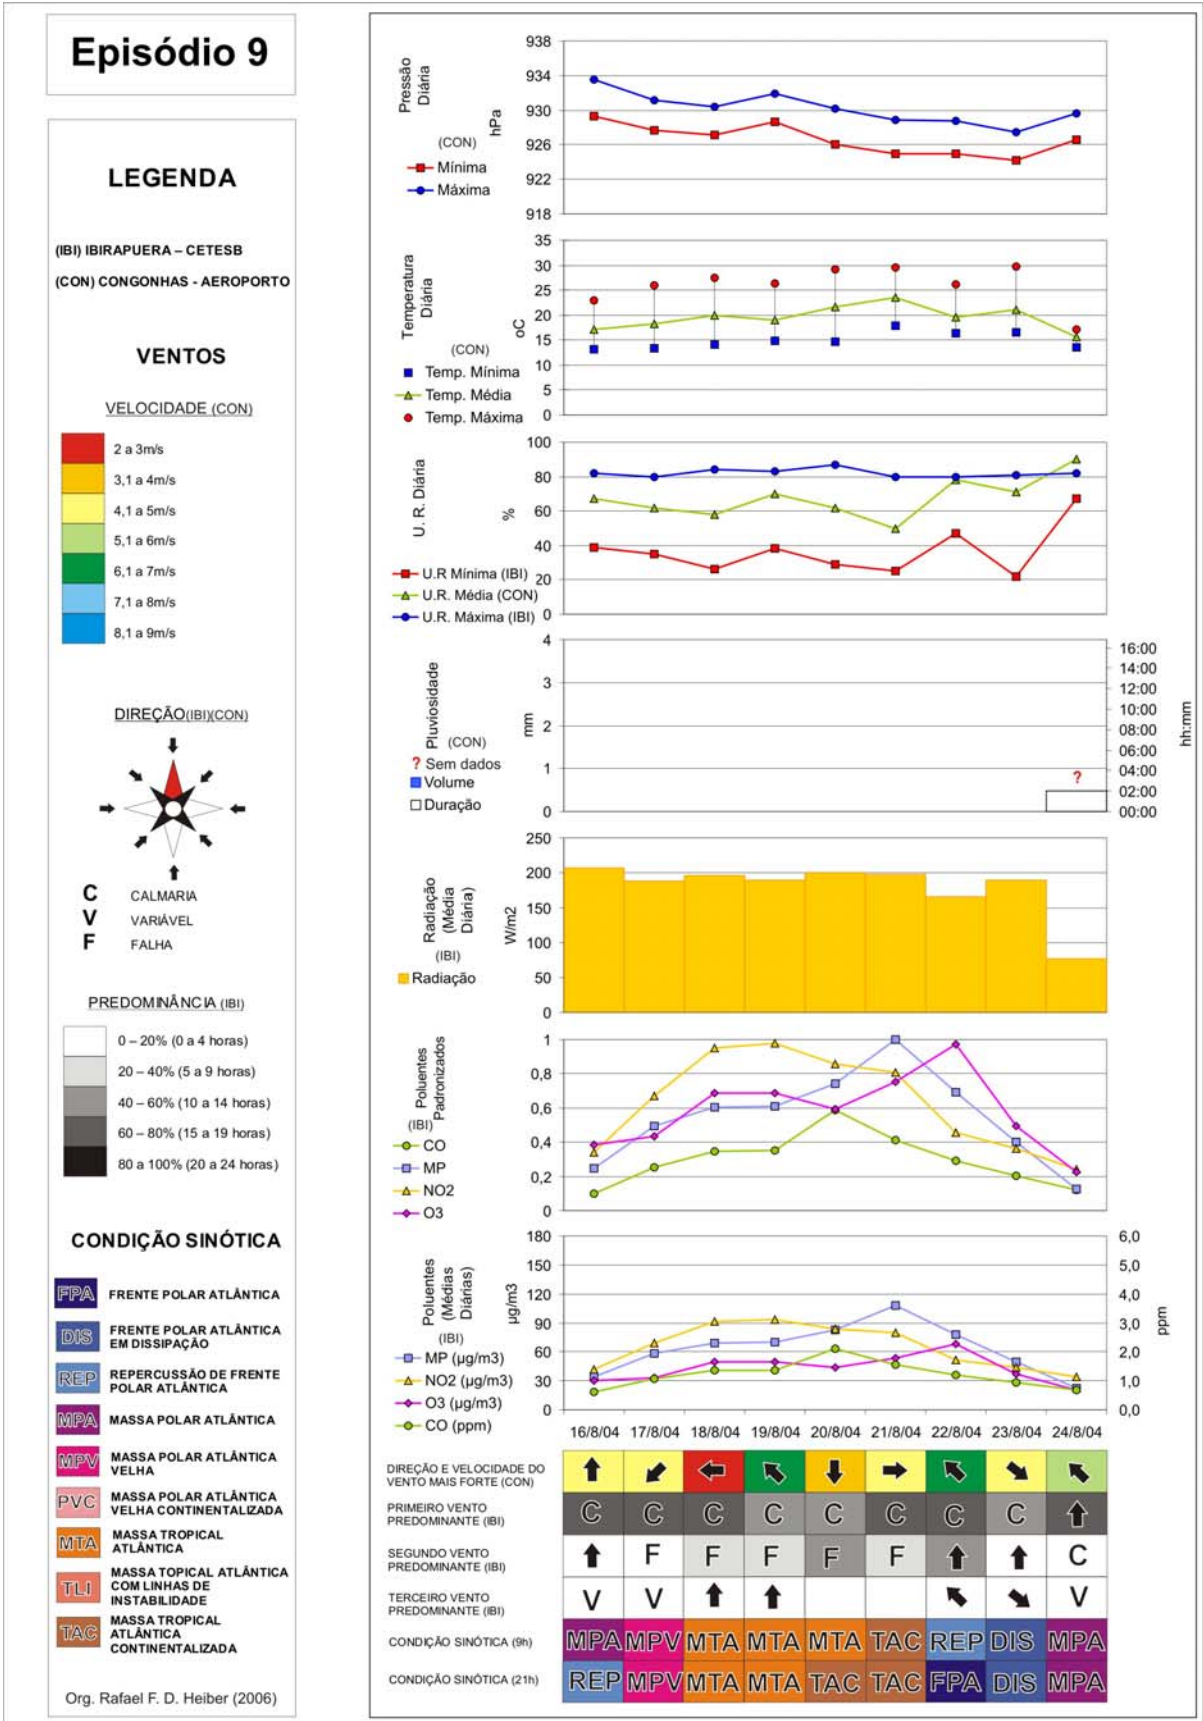 Episódio 9
LEGENDA
(IBI) IBIRAPUERA – CETESB
(CON) CONGONHAS - AEROPORTO
VENTOS
VELOCIDADE (CON)
2 a 3m/s
3,1 a 4m/s
4,1 a 5m/s
5,1 a 6m/s
6,1 a 7m/s
7,1 a 8m/s
8,1 a 9m/s
DIREÇÃO(IBI)(CON)
C CALMARIA
V VARIÁVEL
F FALHA
PREDOMINÂNCIA (IBI)
0 – 20% (0 a 4 horas)
20 – 40% (5 a 9 horas)
40 – 60% (10 a 14 horas)
60 – 80% (15 a 19 horas)
80 a 100% (20 a 24 horas)
CONDIÇÃO SINÓTICA
FPA FRENTE POLAR ATLÂNTICA
DIS FRENTE POLAR ATLÂNTICA
EM DISSIPAÇÃO
REP REPERCUSSÃO DE FRENTE
POLAR ATLÂNTICA
MPA MASSA POLAR ATLÂNTICA
MPV MASSA POLAR ATLÂNTICA
VELHA
PVC MASSA POLAR ATLÂNTICA
VELHA CONTINENTALIZADA
MTA MASSA TROPICAL
ATLÂNTICA
TLI MASSA TOPICAL ATLÂNTICA
COM LINHAS DE
INSTABILIDADE
TAC MASSA TROPICAL
ATLÂNTICA
CONTINENTALIZADA
Org. Rafael F. D. Heiber (2006)
Pressão
Diária
(CON)
hPa
Mínima
Máxima
938
934
930
926
922
918
Temperatura
Diária
(CON)
oC
Temp. Mínima
Temp. Média
Temp. Máxima
35
30
25
20
15
10
5
0
U. R. Diária
%
U.R Mínima (IBI)
U.R. Média (CON)
U.R. Máxima (IBI)
100
80
60
40
20
0
Pluviosidade
(CON)
mm
? Sem dados
Volume
Duração
4
3
2
1
0
?
16:00
14:00
12:00
10:00
08:00
06:00
04:00
02:00
00:00
hh:mm
Radiação
(Média
Diária)
(IBI)
W/m2
Radiação
250
200
150
100
50
0
Poluentes
Padronizados
(IBI)
CO
MP
NO2
O3
1
0,8
0,6
0,4
0,2
0
Poluentes
(Médias
Diárias)
(IBI)
µg/m3
MP (µg/m3)
NO2 (µg/m3)
O3 (µg/m3)
CO (ppm)
180
150
120
90
60
30
0
6,0
5,0
4,0
3,0
2,0
1,0
0,0
ppm
16/8/04 17/8/04 18/8/04 19/8/04 20/8/04 21/8/04 22/8/04 23/8/04 24/8/04
DIREÇÃO E VELOCIDADE DO
VENTO MAIS FORTE (CON)
PRIMEIRO VENTO
PREDOMINANTE (IBI)
C C C C C C C C
SEGUNDO VENTO
PREDOMINANTE (IBI)
F F F F F C
TERCEIRO VENTO
PREDOMINANTE (IBI)
V V V
CONDIÇÃO SINÓTICA (9h)
MPA MPV MTA MTA MTA TAC REP DIS MPA
CONDIÇÃO SINÓTICA (21h)
REP MPV MTA MTA TAC TAC FPA DIS MPA